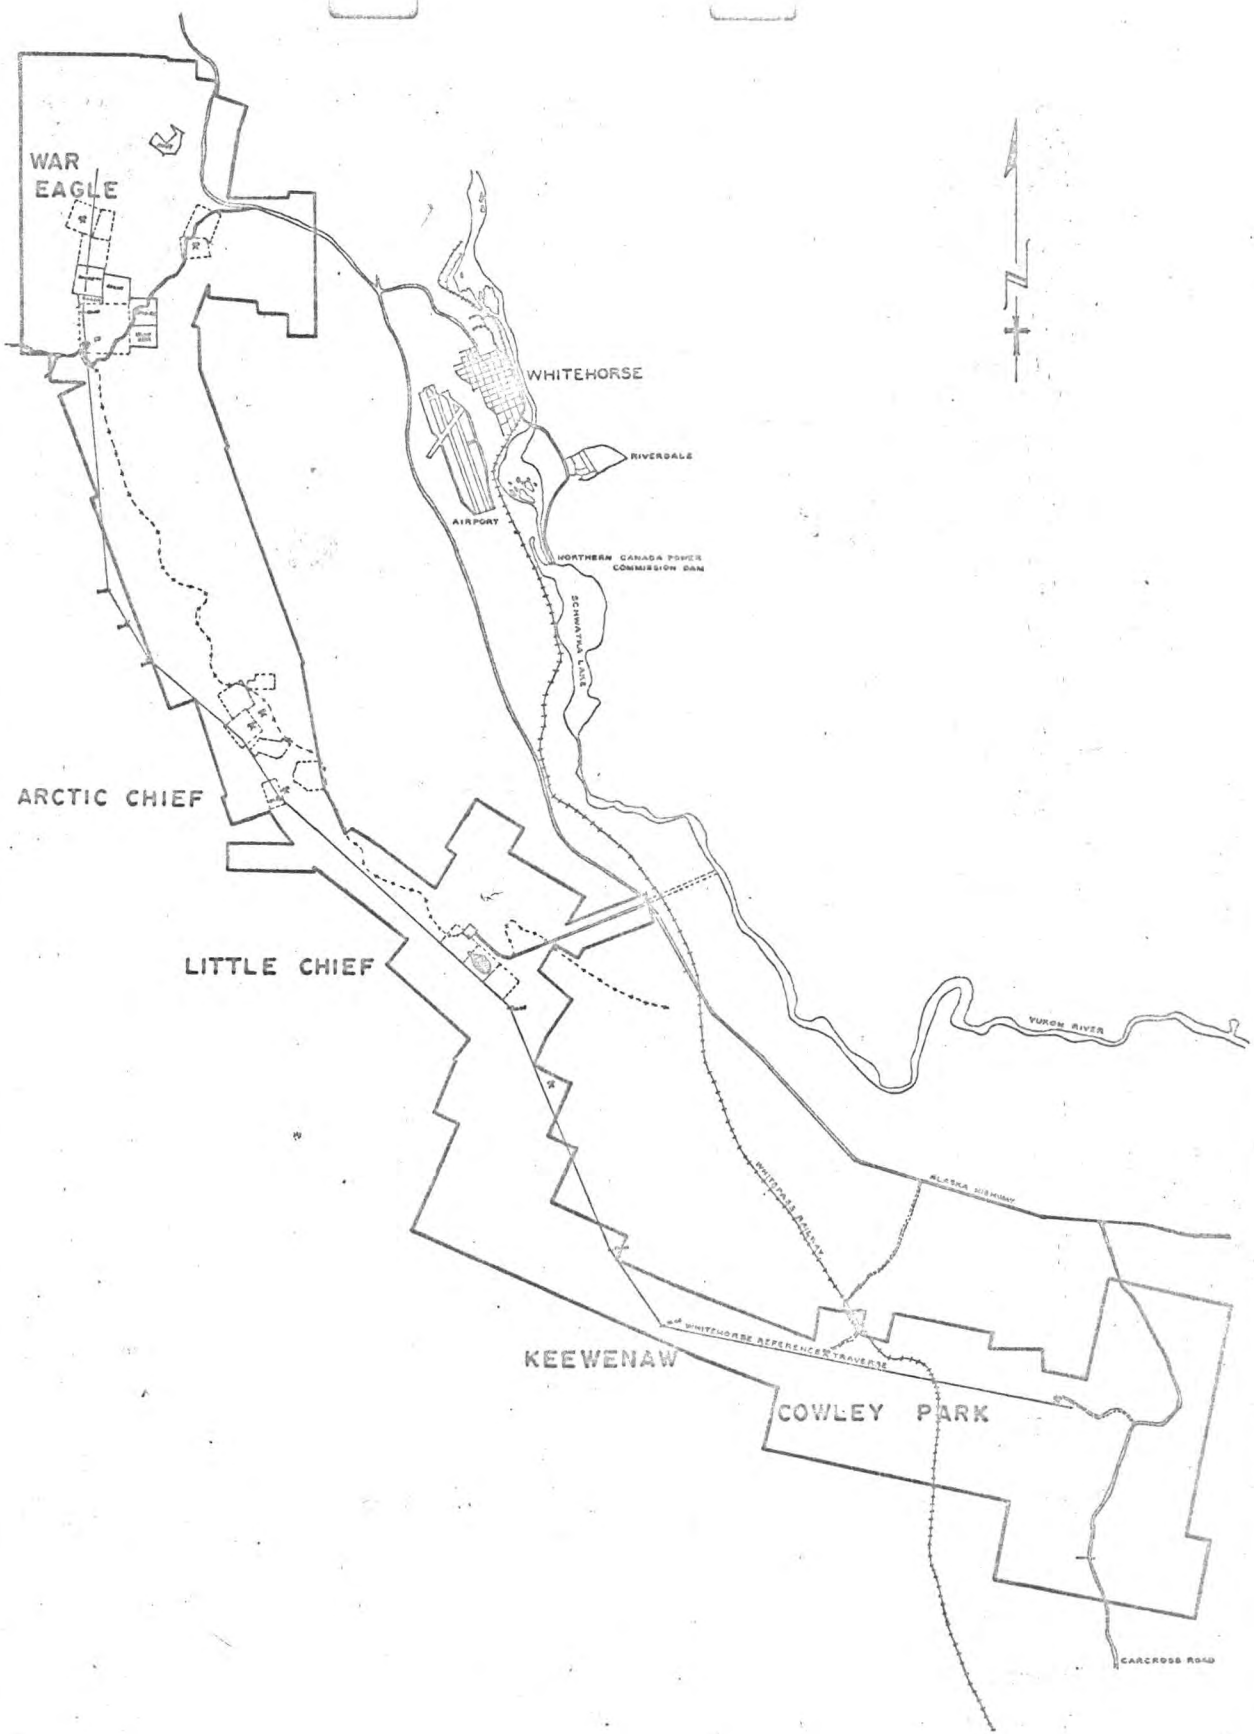 WAR
EAGLE
WHITEHORSE
RIVERDALE
AIRPORT
NORTHERN CANADA POWER
COMMISSION DAM
SCHWATKA LAKE
ARCTIC CHIEF
LITTLE CHIEF
YUKON RIVER
WHITEPASS RAILWAY
ALASKA HIGHWAY
WHITEHORSE REFERENCE TRAVERSE
KEEWENAW
COWLEY PARK
CARCROSS ROAD